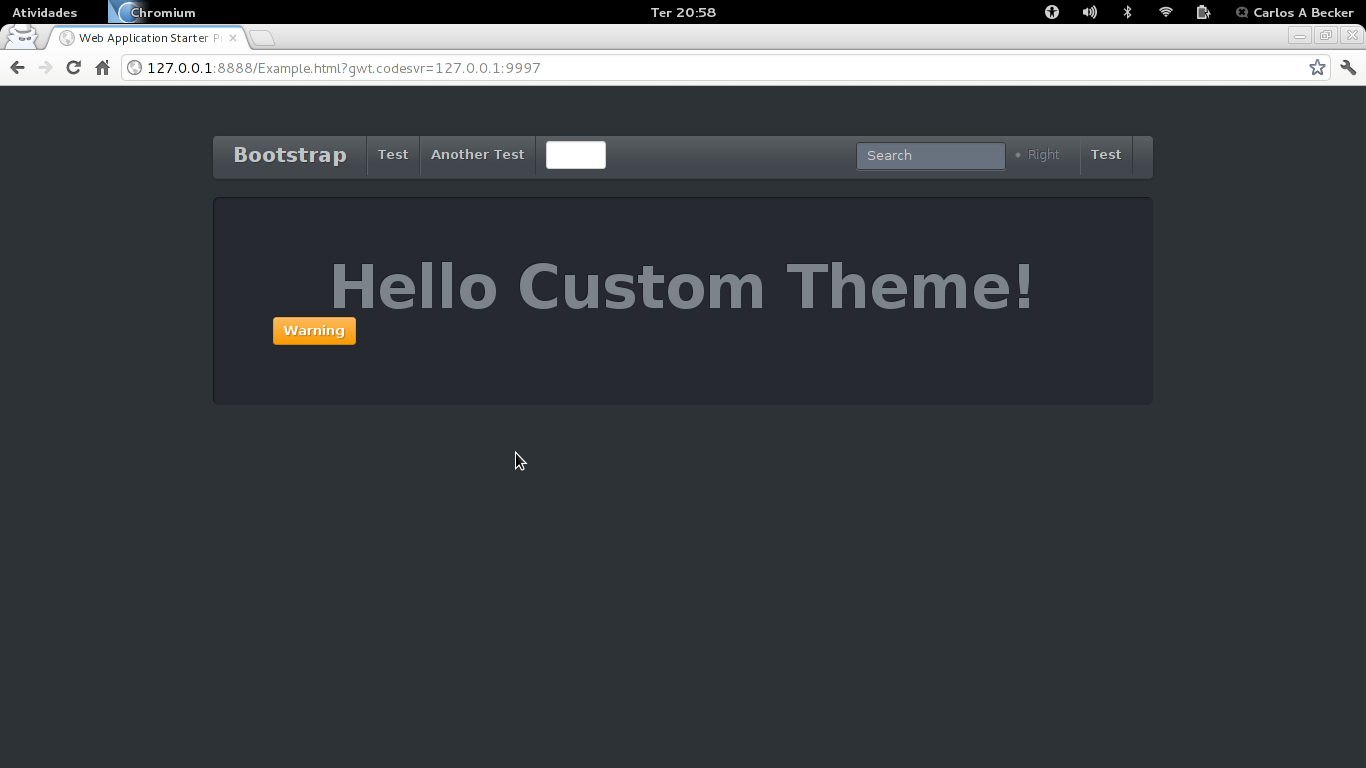 Atividades Chromium Ter 20:58 Carlos A Becker
Web Application Starter
127.0.0.1:8888/Example.html?gwt.codesvr=127.0.0.1:9997
Bootstrap Test Another Test Search • Right Test
Hello Custom Theme!
Warning